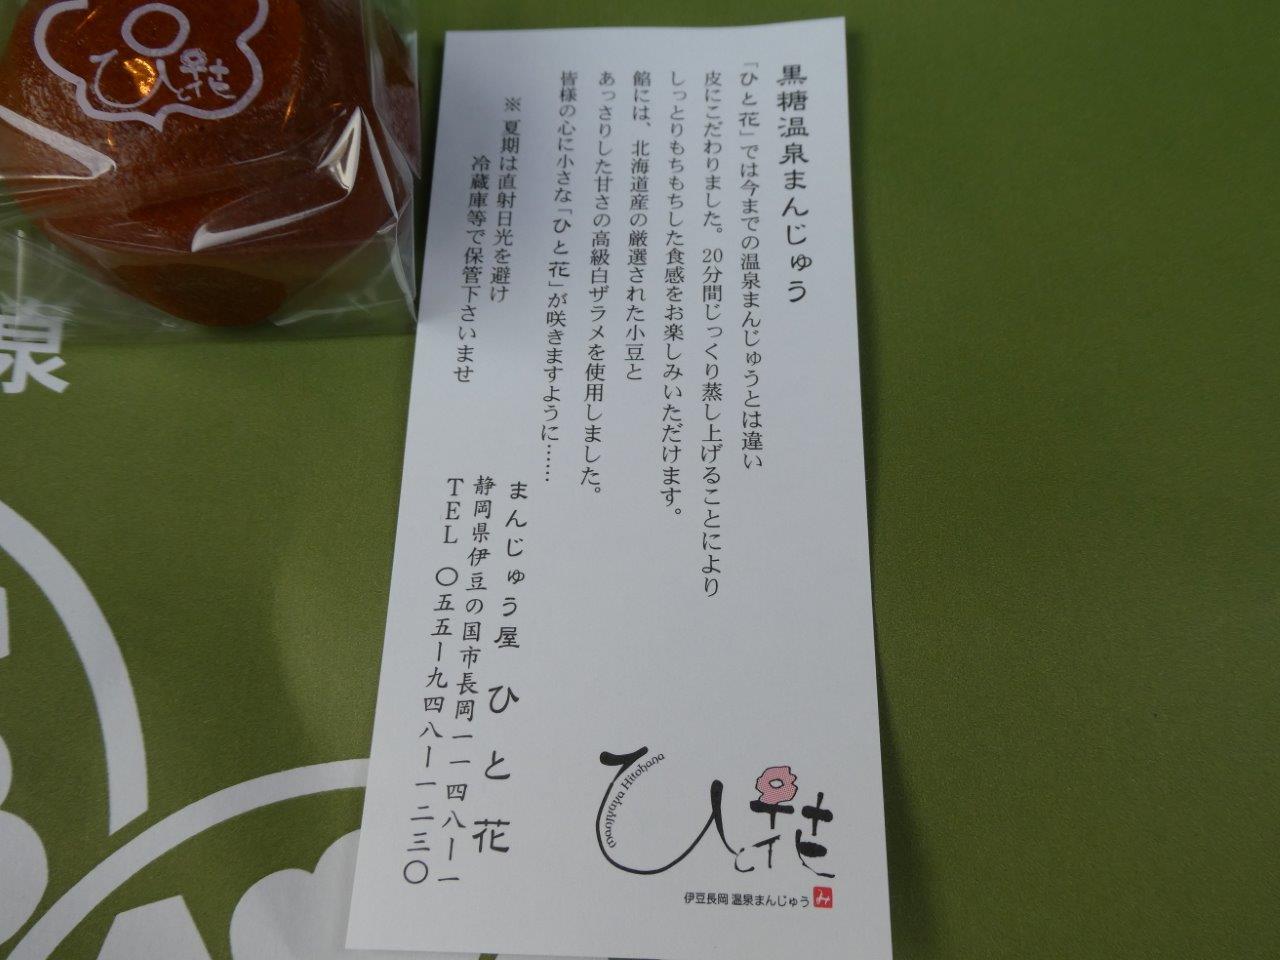 黒糖温泉まんじゅう
「ひと花」では今までの温泉まんじゅうとは違い
皮にこだわりました。20分間じっくり蒸し上げることにより
しっとりもちもちした食感をお楽しみいただけます。
餡には、北海道産の厳選された小豆と
あっさりした甘さの高級白ザラメを使用しました。
皆様の心に小さな「ひと花」が咲きますように……
※ 夏期は直射日光を避け
冷蔵庫等で保管下さいませ
まんじゅう屋 ひと花
静岡県伊豆の国市長岡一一四八ー一
TEL 〇五五ー九四八ー一二三〇
manjyuya Hitohana
ひと花
伊豆長岡 温泉まんじゅう み
ひと花
泉